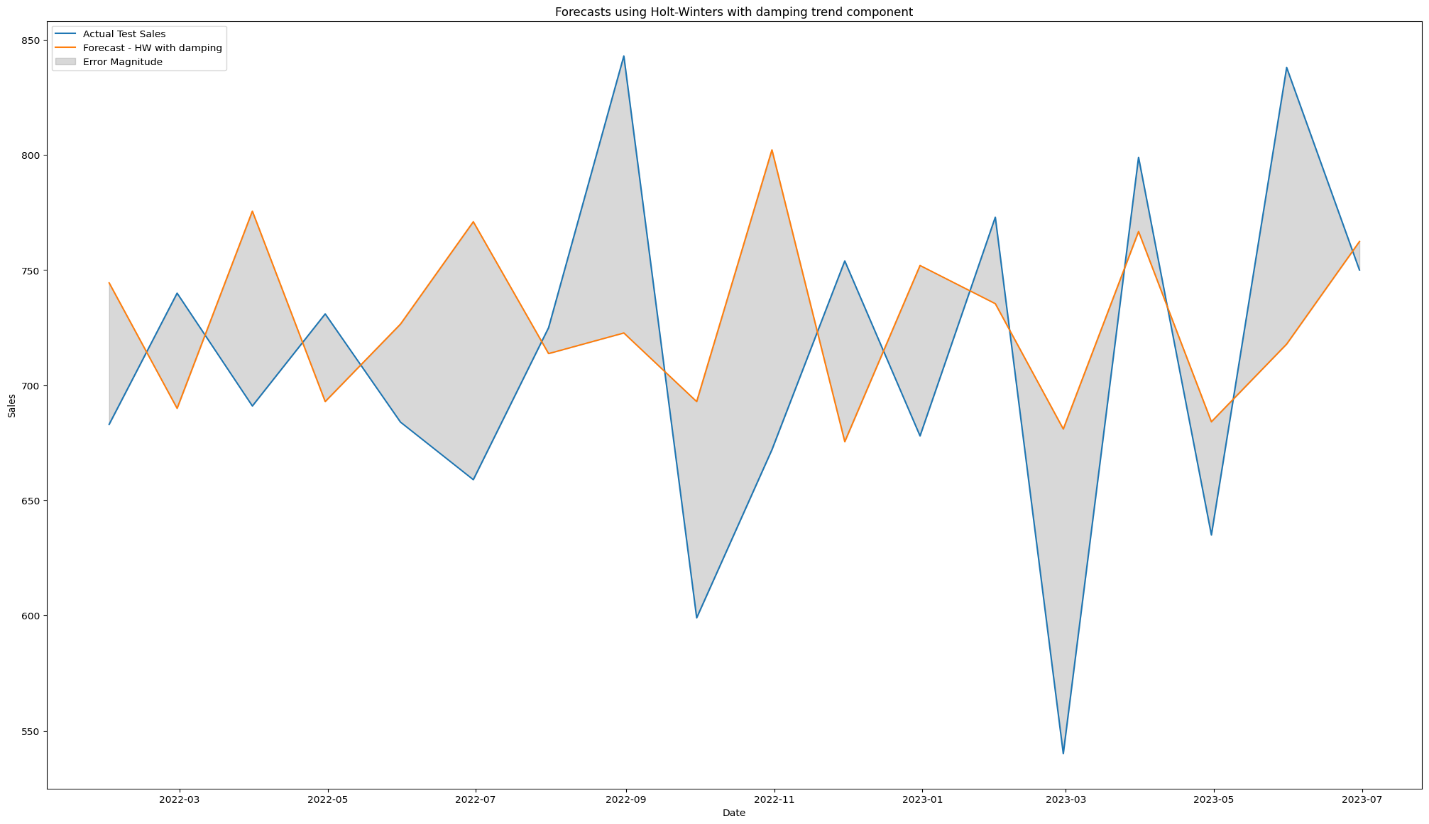 Forecasts using Holt-Winters with damping trend component
Actual Test Sales
Forecast - HW with damping
Error Magnitude
850
800
750
700
650
600
550
Sales
2022-03 2022-05 2022-07 2022-09 2022-11 2023-01 2023-03 2023-05 2023-07
Date